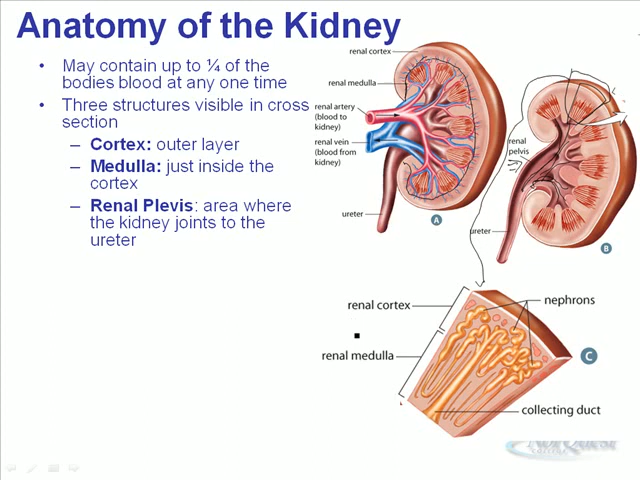 Anatomy of the Kidney
• May contain up to ¼ of the
bodies blood at any one time
• Three structures visible in cross
section
– Cortex: outer layer
– Medulla: just inside the
cortex
– Renal Plevis; area where
the kidney joints to the
ureter
renal cortex
renal medulla
renal artery
(blood to
kidney)
renal vein
(blood from
kidney)
ureter
A
renal
pelvis
ureter
B
renal cortex
renal medulla
nephrons
C
collecting duct